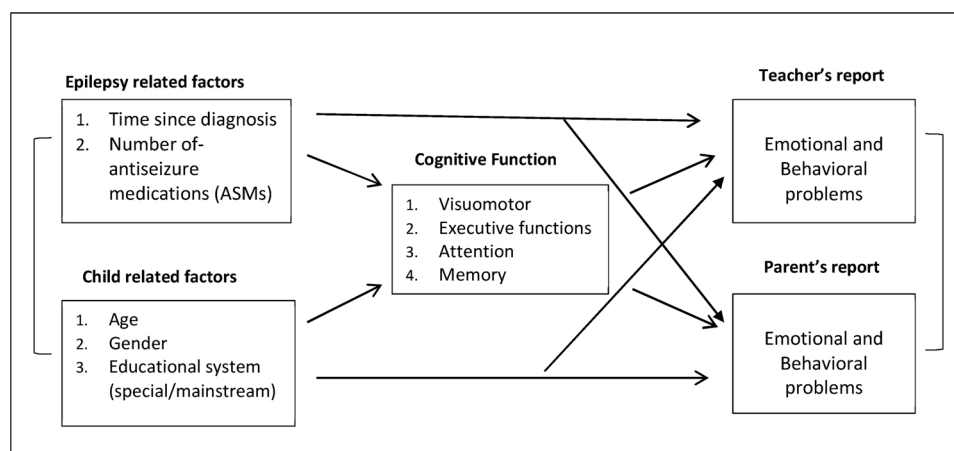 Epilepsy related factors
1. Time since diagnosis
2. Number of-
antiseizure
medications (ASMs)
Child related factors
1. Age
2. Gender
3. Educational system
(special/mainstream)
Cognitive Function
1. Visuomotor
2. Executive functions
3. Attention
4. Memory
Teacher's report
Emotional and
Behavioral
problems
Parent's report
Emotional and
Behavioral
problems